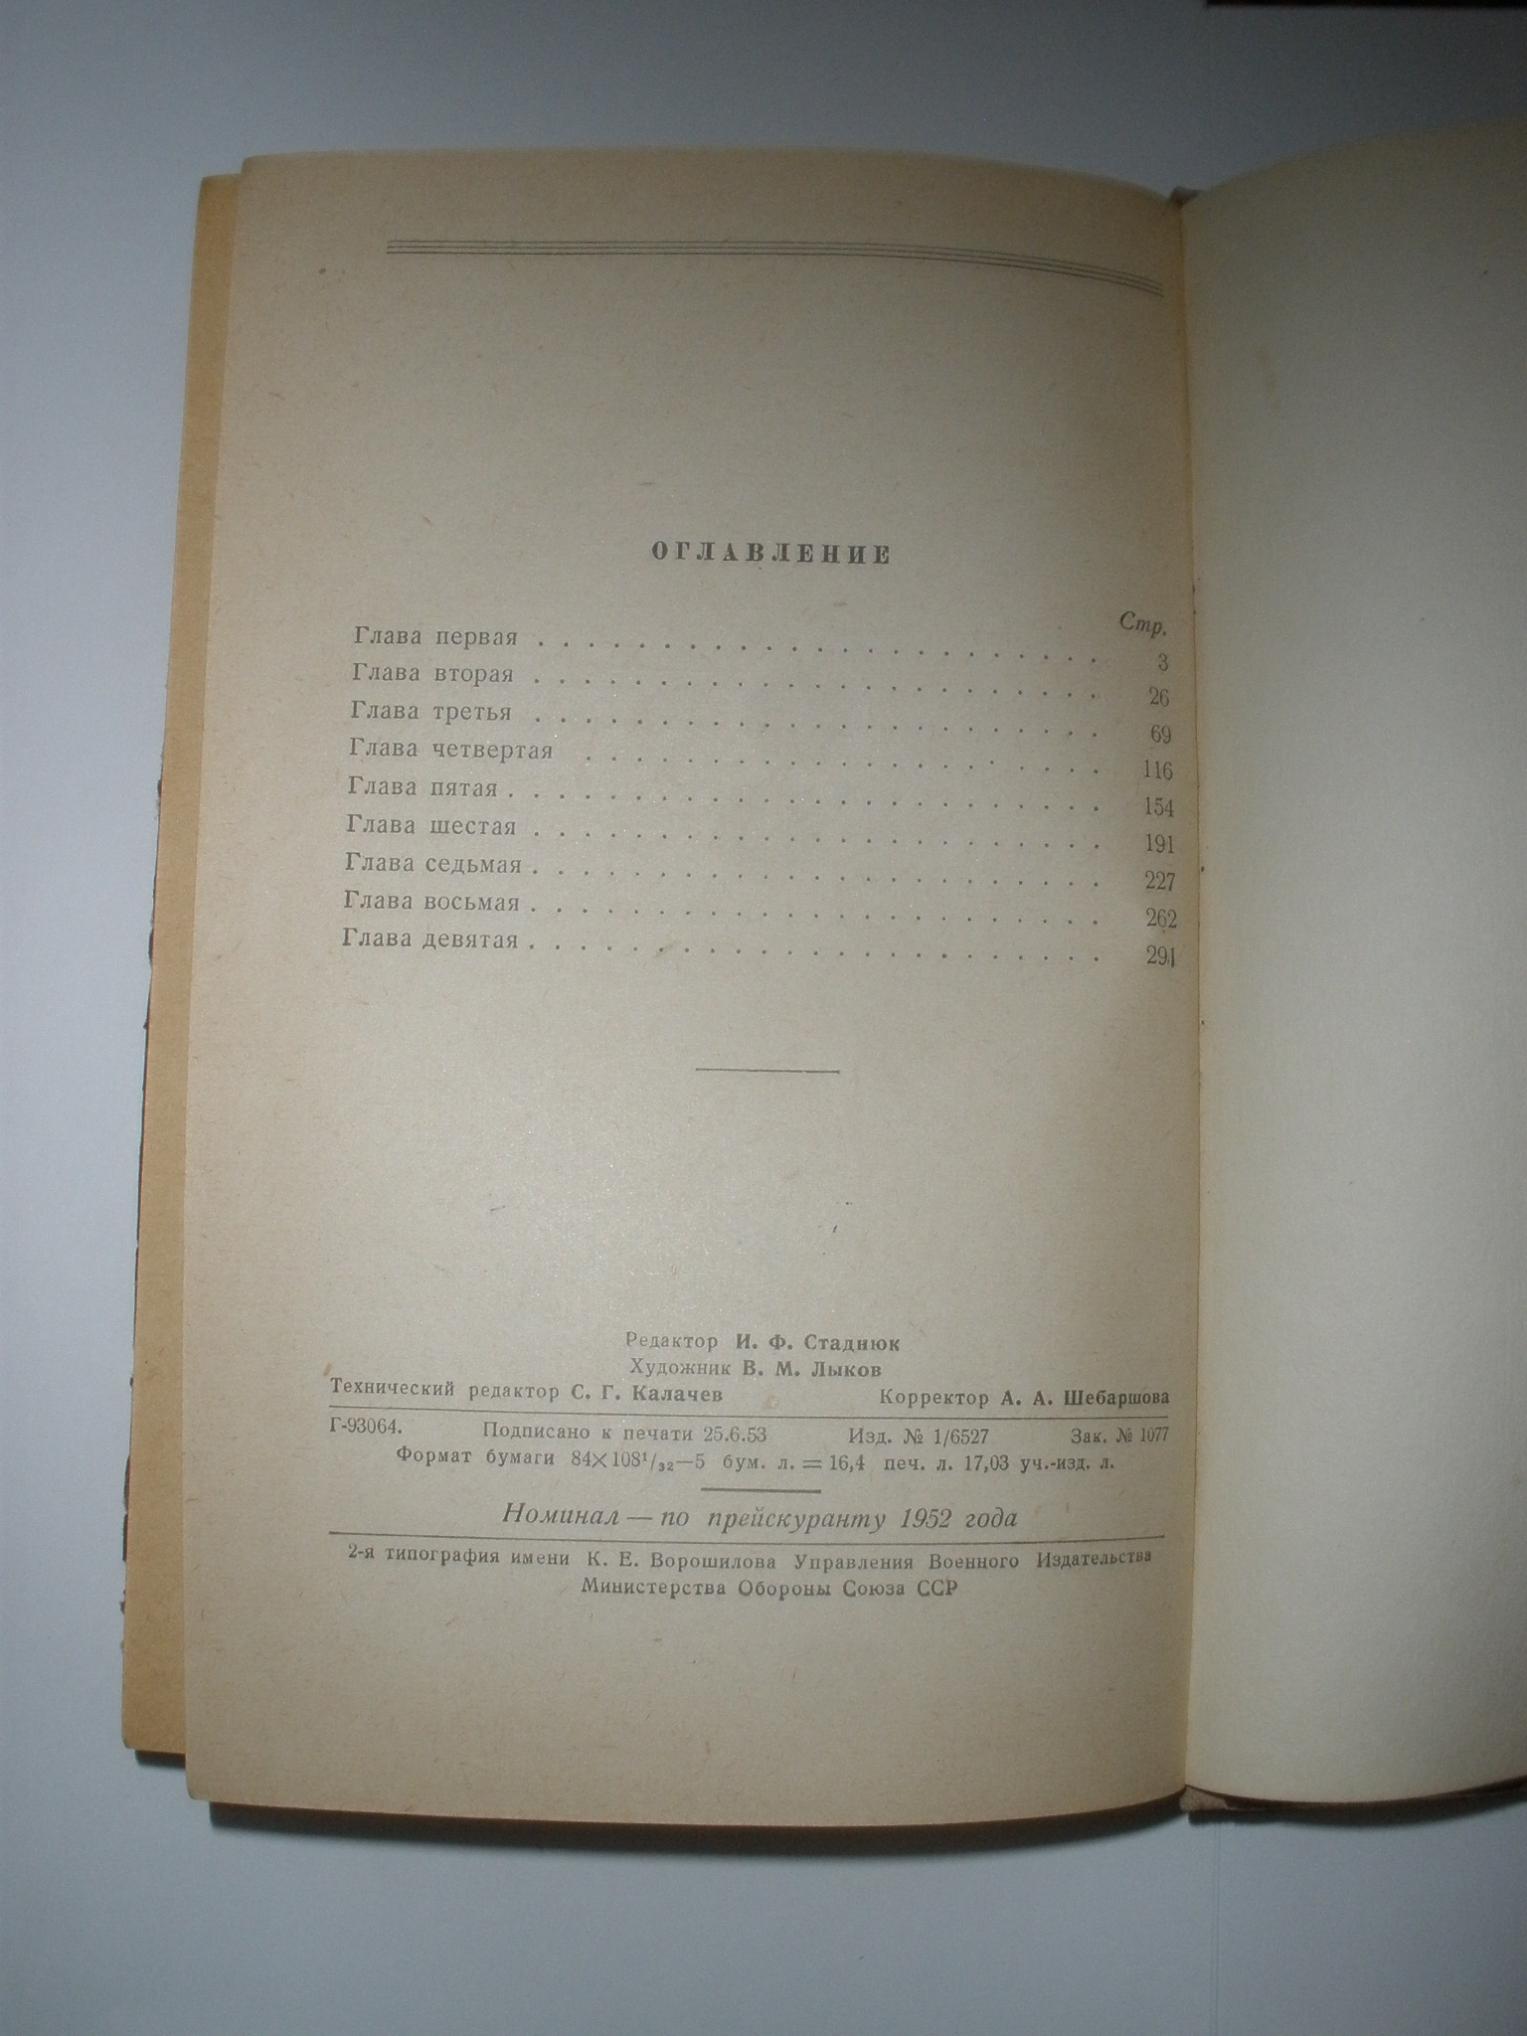 ОГЛАВЛЕНИЕ
Стр.
Глава первая . . . . . . . . . . . . . . . . . . . . . . . 3
Глава вторая . . . . . . . . . . . . . . . . . . . . . . . 26
Глава третья . . . . . . . . . . . . . . . . . . . . . . . 69
Глава четвертая . . . . . . . . . . . . . . . . . . . . . 116
Глава пятая . . . . . . . . . . . . . . . . . . . . . . . . 154
Глава шестая . . . . . . . . . . . . . . . . . . . . . . . 191
Глава седьмая . . . . . . . . . . . . . . . . . . . . . . . 227
Глава восьмая . . . . . . . . . . . . . . . . . . . . . . . 262
Глава девятая . . . . . . . . . . . . . . . . . . . . . . . 291
Редактор И. Ф. Стаднюк
Художник В. М. Лыков
Технический редактор С. Г. Калачев Корректор А. А. Шебаршова
Г-93064. Подписано к печати 25.6.53 Изд. № 1/6527 Зак. № 1077
Формат бумаги 84×108¹/₃₂—5 бум. л. = 16,4 печ. л. 17,03 уч.-изд. л.
Номинал — по прейскуранту 1952 года
2-я типография имени К. Е. Ворошилова Управления Военного Издательства
Министерства Обороны Союза ССР